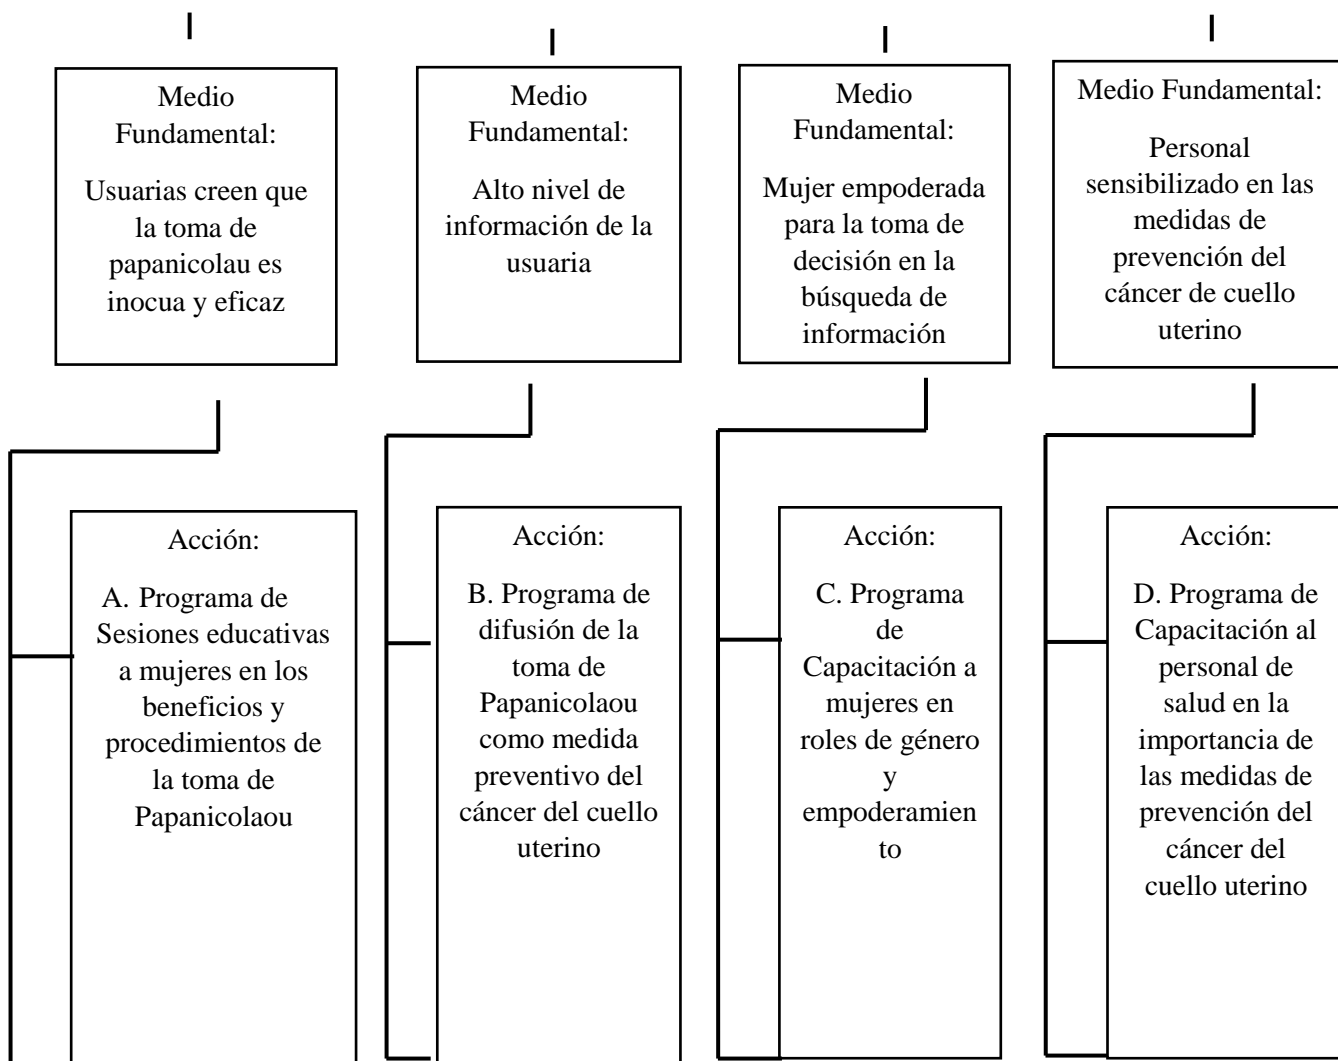 Medio
Fundamental:
Usuarias creen que
la toma de
papanicolau es
inocua y eficaz
Medio
Fundamental:
Alto nivel de
información de la
usuaria
Medio
Fundamental:
Mujer empoderada
para la toma de
decisión en la
búsqueda de
información
Medio Fundamental:
Personal
sensibilizado en las
medidas de
prevención del
cáncer de cuello
uterino
Acción:
A. Programa de
Sesiones educativas
a mujeres en los
beneficios y
procedimientos de
la toma de
Papanicolaou
Acción:
B. Programa de
difusión de la
toma de
Papanicolaou
como medida
preventivo del
cáncer del cuello
uterino
Acción:
C. Programa
de
Capacitación a
mujeres en
roles de género
y
empoderamien
to
Acción:
D. Programa de
Capacitación al
personal de
salud en la
importancia de
las medidas de
prevención del
cáncer del
cuello uterino